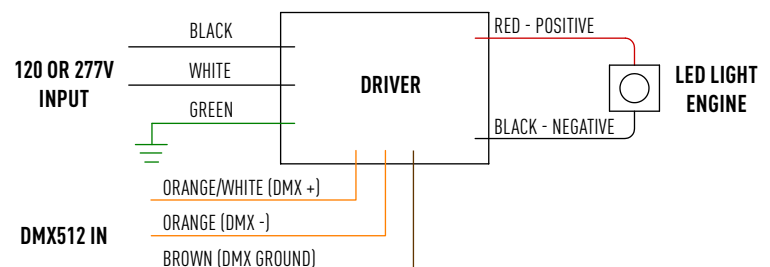 BLACK
120 OR 277V
INPUT
WHITE
GREEN
DRIVER
RED - POSITIVE
LED LIGHT
ENGINE
BLACK - NEGATIVE
DMX512 IN
ORANGE/WHITE (DMX +)
ORANGE (DMX -)
BROWN (DMX GROUND)